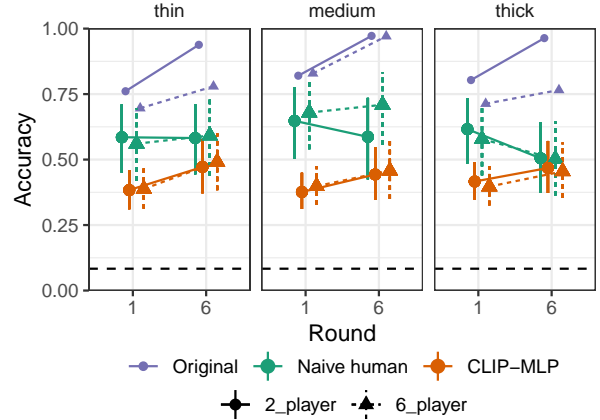 thin medium thick
1.00
0.75
0.50
0.25
0.00
Accuracy
1 6 1 6 1 6
Round
Original Naive human CLIP−MLP
2_player 6_player